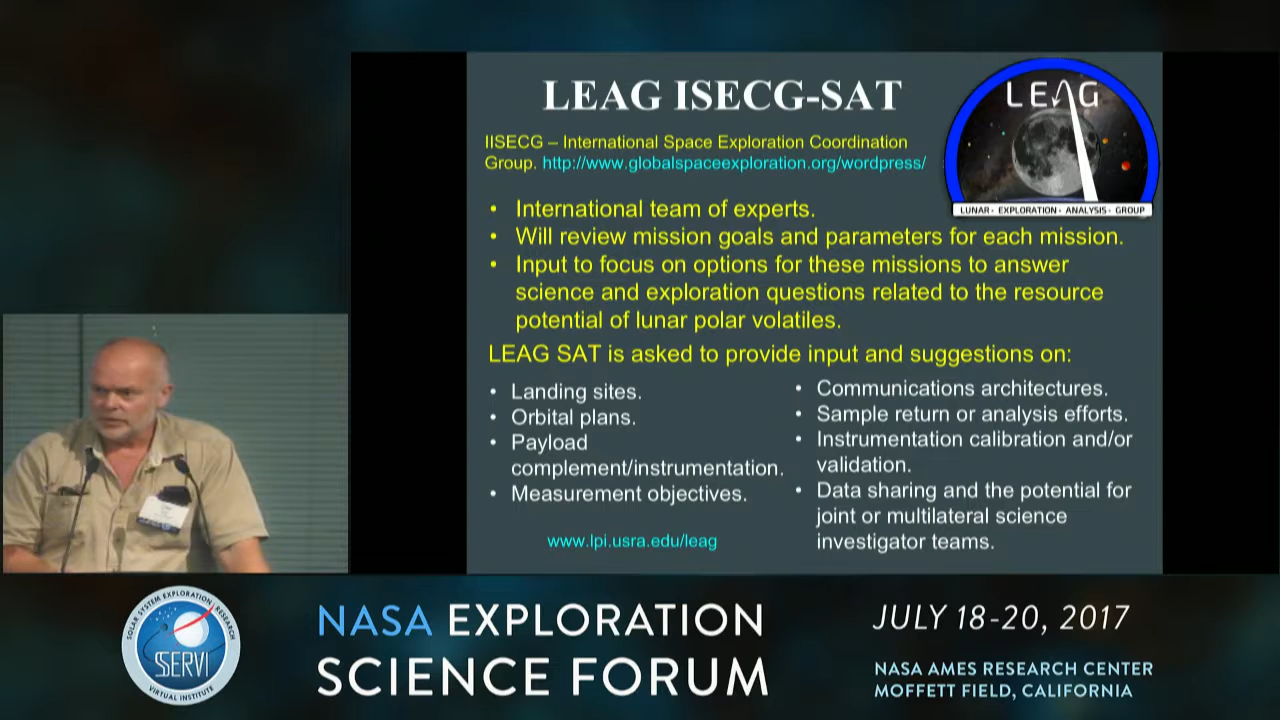 LEAG ISECG-SAT
IISECG – International Space Exploration Coordination
Group. http://www.globalspaceexploration.org/wordpress/
LEAG
LUNAR • EXPLORATION • ANALYSIS • GROUP
• International team of experts.
• Will review mission goals and parameters for each mission.
• Input to focus on options for these missions to answer
science and exploration questions related to the resource
potential of lunar polar volatiles.
LEAG SAT is asked to provide input and suggestions on:
• Landing sites.
• Orbital plans.
• Payload
complement/instrumentation.
• Measurement objectives.
www.lpi.usra.edu/leag
• Communications architectures.
• Sample return or analysis efforts.
• Instrumentation calibration and/or
validation.
• Data sharing and the potential for
joint or multilateral science
investigator teams.
SOLAR SYSTEM EXPLORATION RESEARCH
SSERVI
VIRTUAL INSTITUTE
NASA EXPLORATION
SCIENCE FORUM
JULY 18-20, 2017
NASA AMES RESEARCH CENTER
MOFFETT FIELD, CALIFORNIA